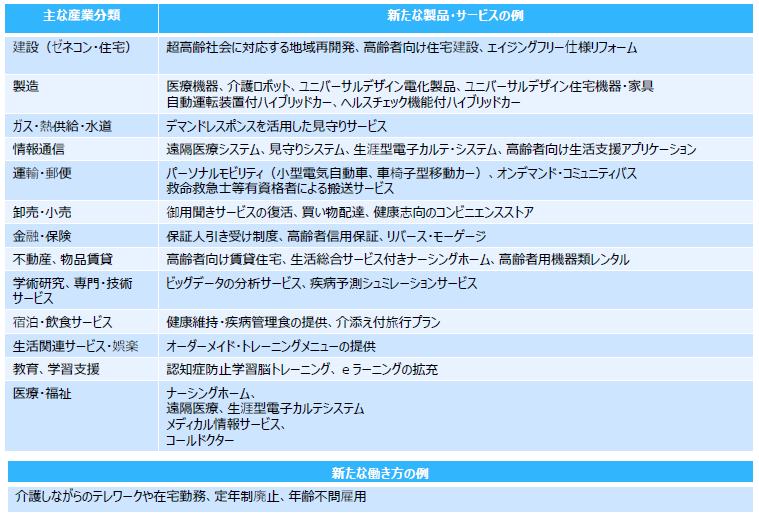 主な産業分類 新たな製品・サービスの例
建設（ゼネコン・住宅） 超高齢社会に対応する地域再開発、高齢者向け住宅建設、エイジングフリー仕様リフォーム
製造 医療機器、介護ロボット、ユニバーサルデザイン電化製品、ユニバーサルデザイン住宅機器・家具
自動運転装置付ハイブリッドカー、ヘルスチェック機能付ハイブリッドカー
ガス・熱供給・水道 デマンドレスポンスを活用した見守りサービス
情報通信 遠隔医療システム、見守りシステム、生涯型電子カルテ・システム、高齢者向け生活支援アプリケーション
運輸・郵便 パーソナルモビリティ（小型電気自動車、車椅子型移動カー）、オンデマンド・コミュニティバス
救命救急士等有資格者による搬送サービス
卸売・小売 御用聞きサービスの復活、買い物配達、健康志向のコンビニエンスストア
金融・保険 保証人引き受け制度、高齢者信用保証、リバース・モーゲージ
不動産、物品賃貸 高齢者向け賃貸住宅、生活総合サービス付きナーシングホーム、高齢者用機器類レンタル
学術研究、専門・技術 ビッグデータの分析サービス、疾病予測シュミレーションサービス
サービス
宿泊・飲食サービス 健康維持・疾病管理食の提供、介添え付旅行プラン
生活関連サービス・娯楽 オーダーメイド・トレーニングメニューの提供
教育、学習支援 認知症防止学習脳トレーニング、eラーニングの拡充
医療・福祉 ナーシングホーム、
遠隔医療、生涯型電子カルテシステム
メディカル情報サービス、
コールドクター
新たな働き方の例
介護しながらのテレワークや在宅勤務、定年制廃止、年齢不問雇用